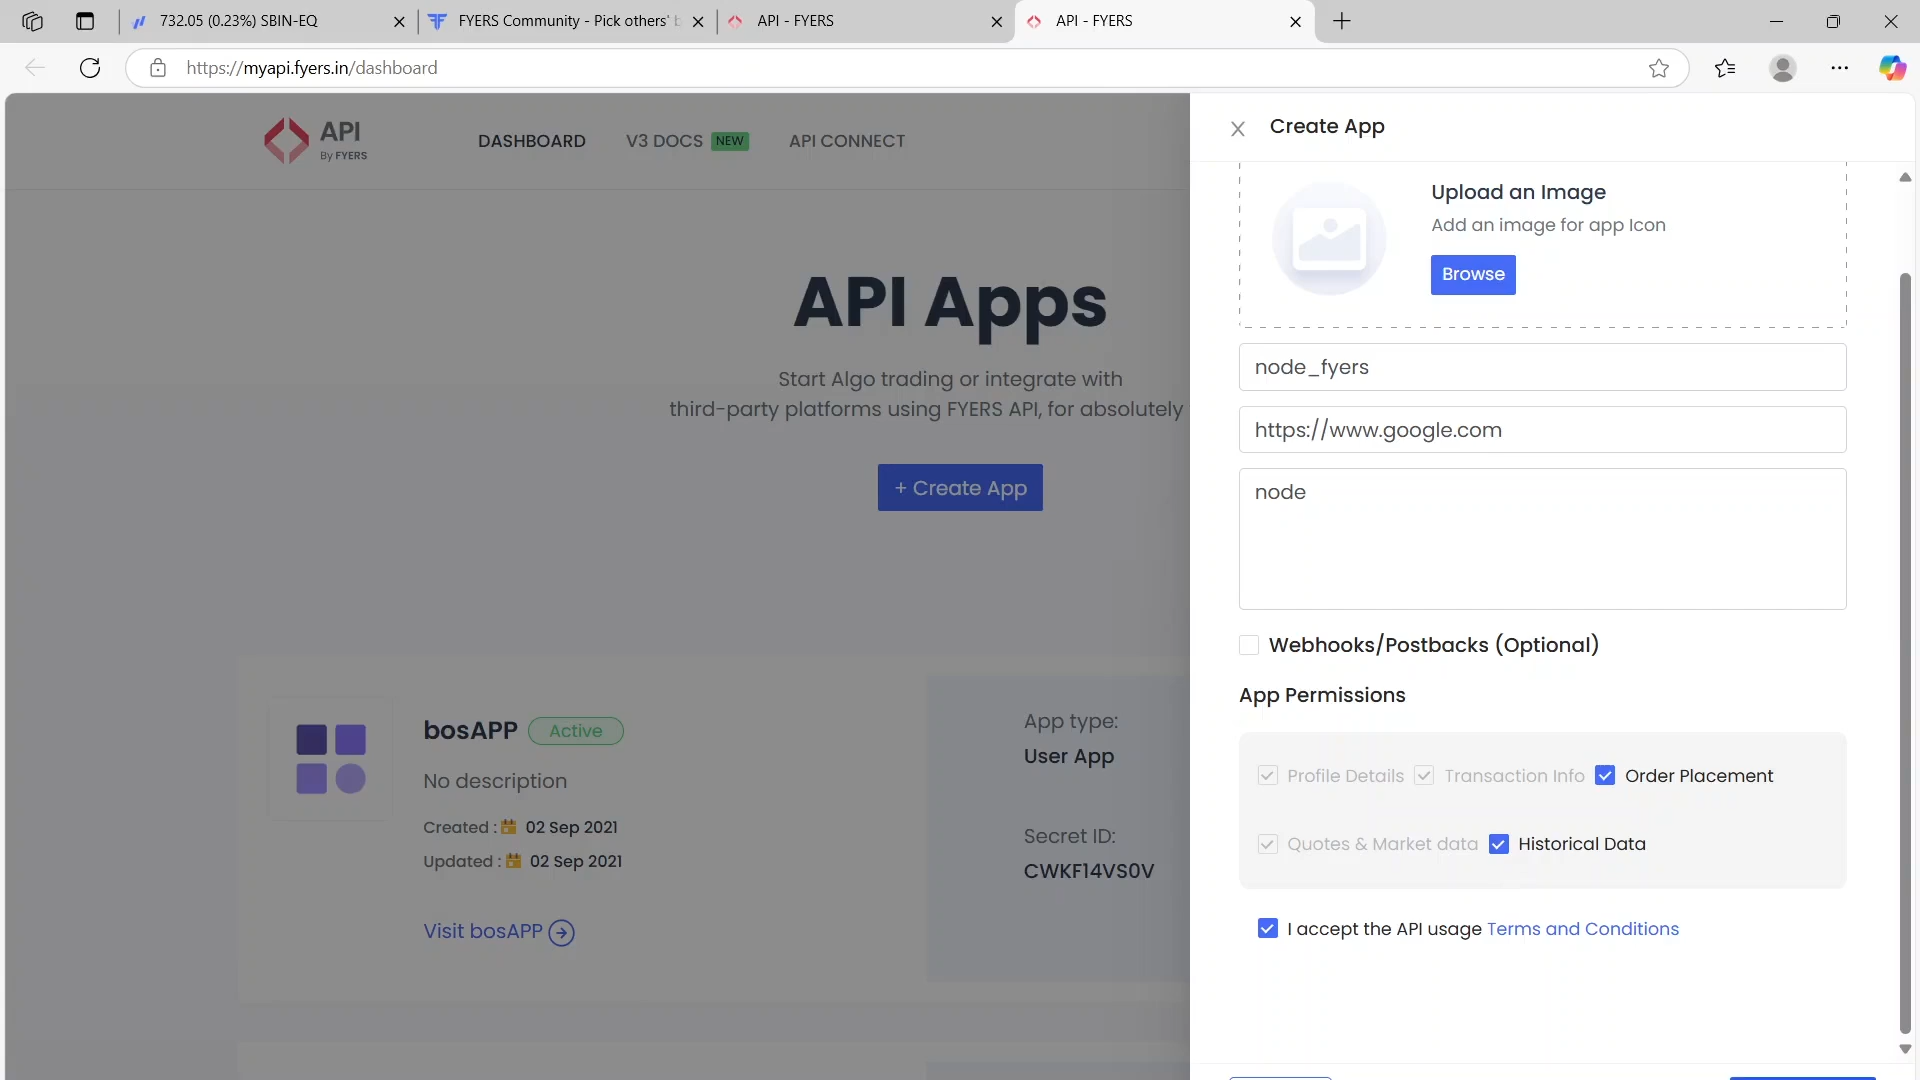 732.05 (0.23%) SBIN-EQ
FYERS Community - Pick others' b
API - FYERS
API - FYERS
https://myapi.fyers.in/dashboard
API
By FYERS
DASHBOARD
V3 DOCS NEW
API CONNECT
API Apps
Start Algo trading or integrate with
third-party platforms using FYERS API, for absolutely
+ Create App
bosAPP Active
No description
Created : 02 Sep 2021
Updated : 02 Sep 2021
Visit bosAPP
App type:
User App
Secret ID:
CWKF14VS0V
Create App
Upload an Image
Add an image for app Icon
Browse
node_fyers
https://www.google.com
node
Webhooks/Postbacks (Optional)
App Permissions
Profile Details Transaction Info Order Placement
Quotes & Market data Historical Data
I accept the API usage Terms and Conditions